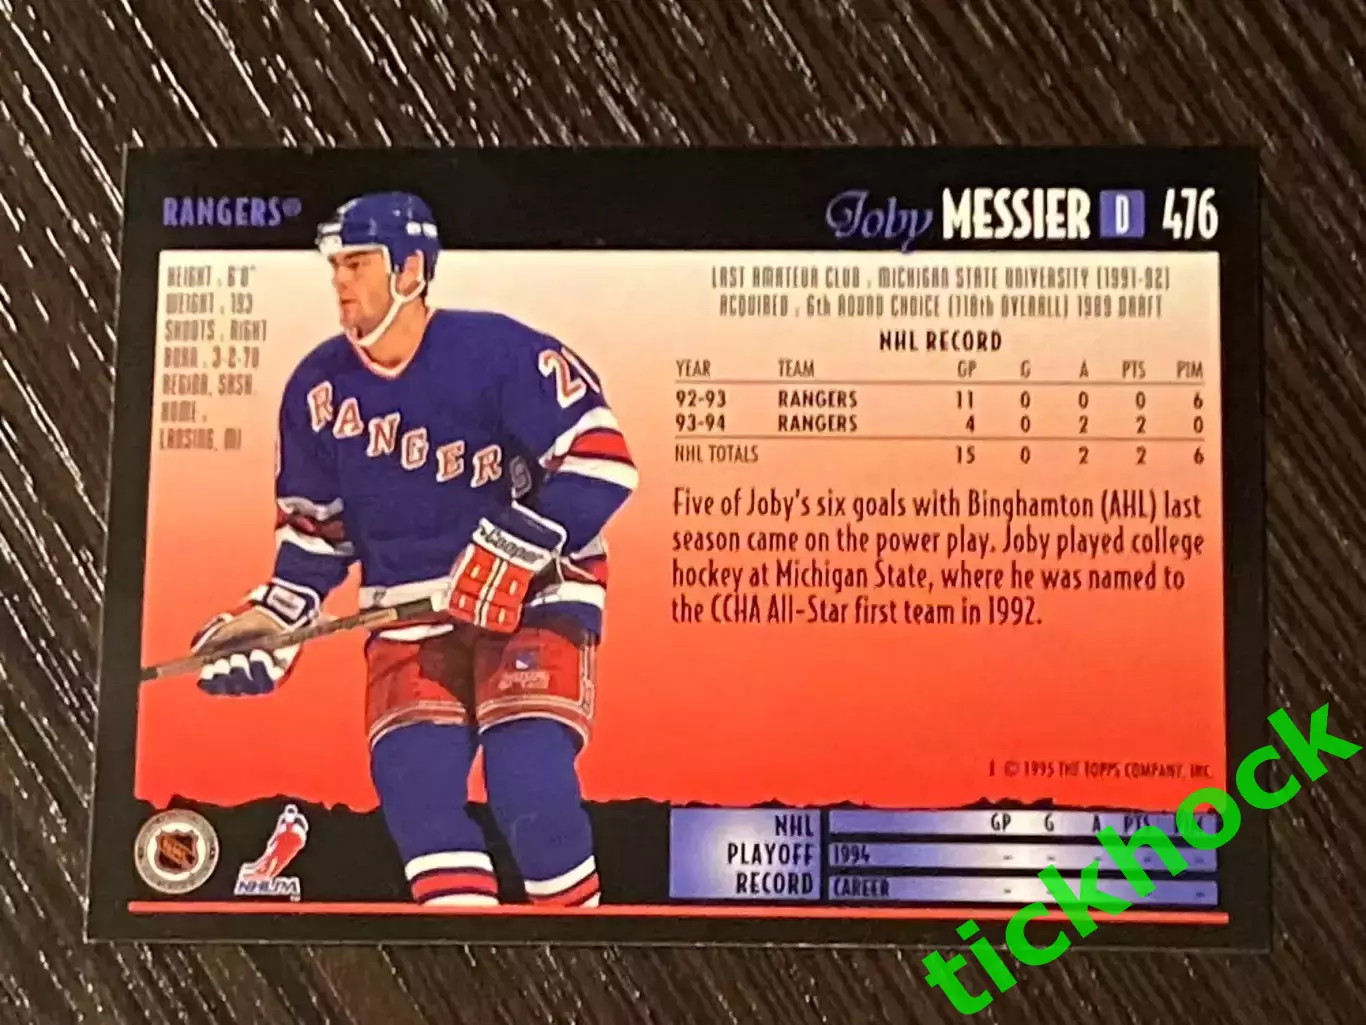 RANGERS
Joby MESSIER D 476
HEIGHT . 6'0"
WEIGHT . 193
SHOOTS . RIGHT
BORN . 3-2-70
REGINA, SASK.
HOME .
LANSING, MI
LAST AMATEUR CLUB . MICHIGAN STATE UNIVERSITY (1991-92)
ACQUIRED . 6th ROUND CHOICE (118th OVERALL) 1989 DRAFT
NHL RECORD
YEAR TEAM GP G A PTS PIM
92-93 RANGERS 11 0 0 0 6
93-94 RANGERS 4 0 2 2 0
NHL TOTALS 15 0 2 2 6
Five of Joby's six goals with Binghamton (AHL) last
season came on the power play. Joby played college
hockey at Michigan State, where he was named to
the CCHA All-Star first team in 1992.
RANGERS
20
Cooper
© 1995 THE TOPPS COMPANY, INC.
NHL
PLAYOFF
RECORD
GP G A PTS PIM
1994 – – – – –
CAREER – – – – –
NHL
NHLPA
tickhock